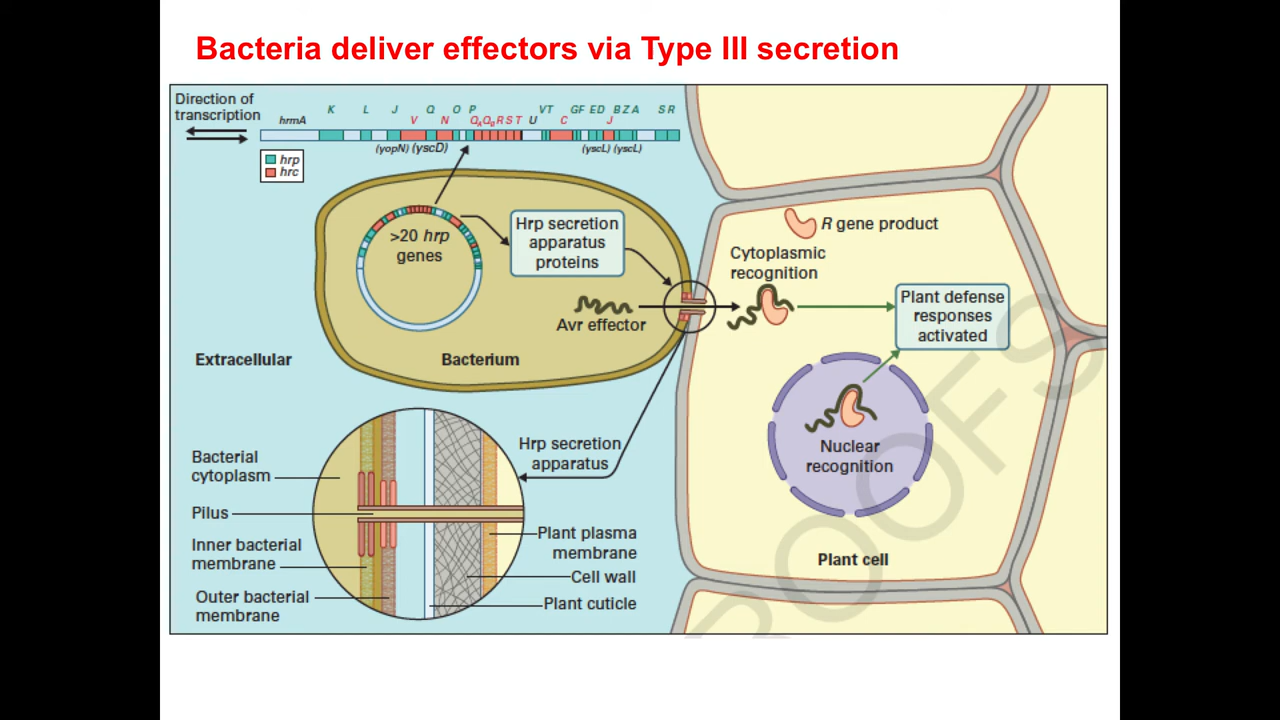 Bacteria deliver effectors via Type III secretion
Direction of
transcription
hrmA
K L J Q O P VT GF ED BZA SR
V N QAQBRST U C J
(yopN) (yscD) (yscL) (yscL)
hrp
hrc
>20 hrp
genes
Hrp secretion
apparatus
proteins
Avr effector
Extracellular
Bacterium
R gene product
Cytoplasmic
recognition
Plant defense
responses
activated
Nuclear
recognition
Plant cell
Hrp secretion
apparatus
Bacterial
cytoplasm
Pilus
Inner bacterial
membrane
Outer bacterial
membrane
Plant plasma
membrane
Cell wall
Plant cuticle
ROOFS